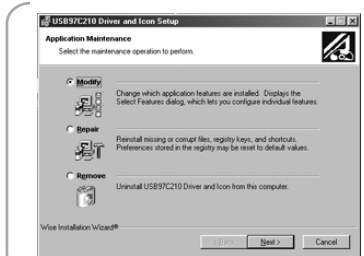 USB97C210 Driver and Icon Setup
Application Maintenance
Select the maintenance operation to perform.
Modify
Change which application features are installed. Displays the
Select Features dialog, which lets you configure individual features.
Repair
Reinstall missing or corrupt files, registry keys, and shortcuts.
Preferences stored in the registry may be reset to default values.
Remove
Uninstall USB97C210 Driver and Icon from this computer.
Wise Installation Wizard®
< Back
Next >
Cancel